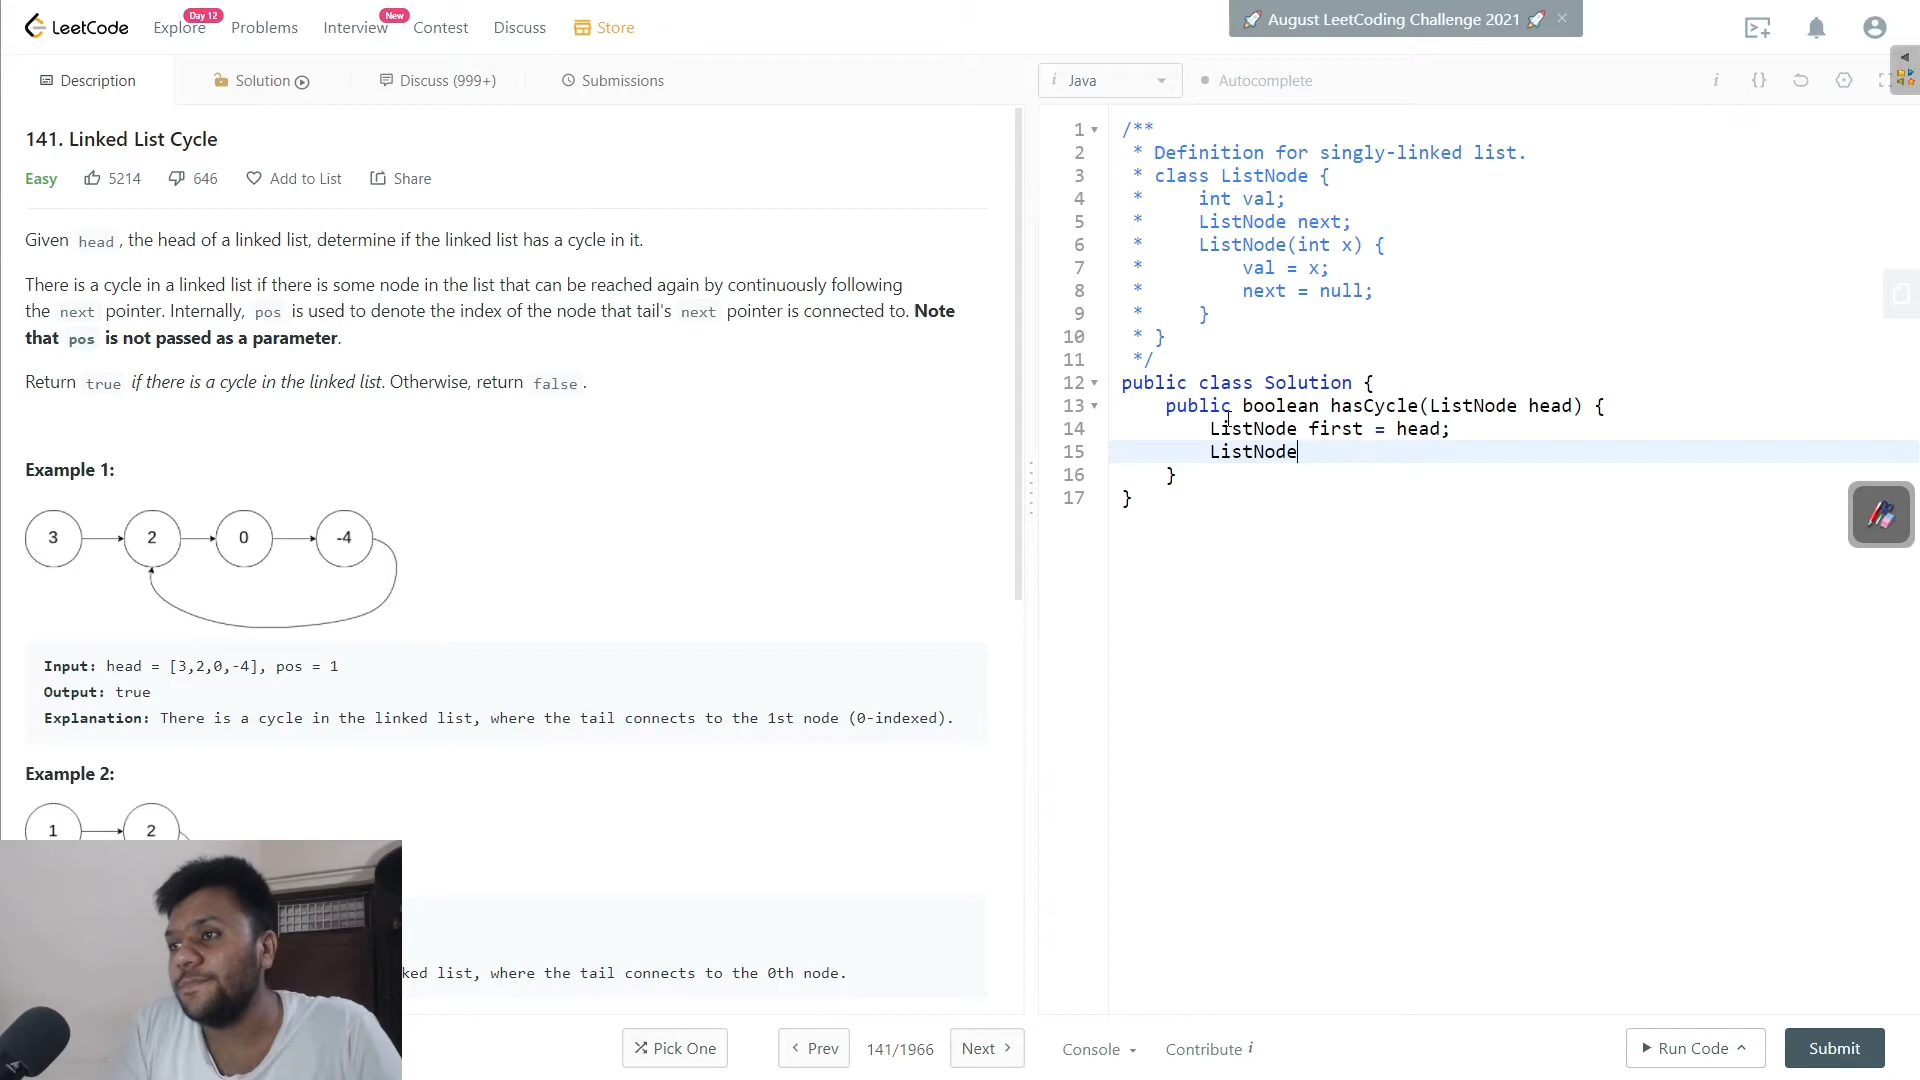 LeetCode
Explore
Day 12
Problems
Interview
New
Contest
Discuss
Store
🚀 August LeetCoding Challenge 2021 🚀 ×
Description
Solution
Discuss (999+)
Submissions
i Java
Autocomplete
i {}
141. Linked List Cycle
Easy 5214 646 Add to List Share
Given head, the head of a linked list, determine if the linked list has a cycle in it.
There is a cycle in a linked list if there is some node in the list that can be reached again by continuously following
the next pointer. Internally, pos is used to denote the index of the node that tail's next pointer is connected to. Note
that pos is not passed as a parameter.
Return true if there is a cycle in the linked list. Otherwise, return false.
Example 1:
3 2 0 -4
Input: head = [3,2,0,-4], pos = 1
Output: true
Explanation: There is a cycle in the linked list, where the tail connects to the 1st node (0-indexed).
Example 2:
1 2
ked list, where the tail connects to the 0th node.
1 /**
2 * Definition for singly-linked list.
3 * class ListNode {
4 * int val;
5 * ListNode next;
6 * ListNode(int x) {
7 * val = x;
8 * next = null;
9 * }
10 * }
11 */
12 public class Solution {
13 public boolean hasCycle(ListNode head) {
14 ListNode first = head;
15 ListNode
16 }
17 }
Pick One
< Prev
141/1966
Next >
Console
Contribute i
Run Code
Submit